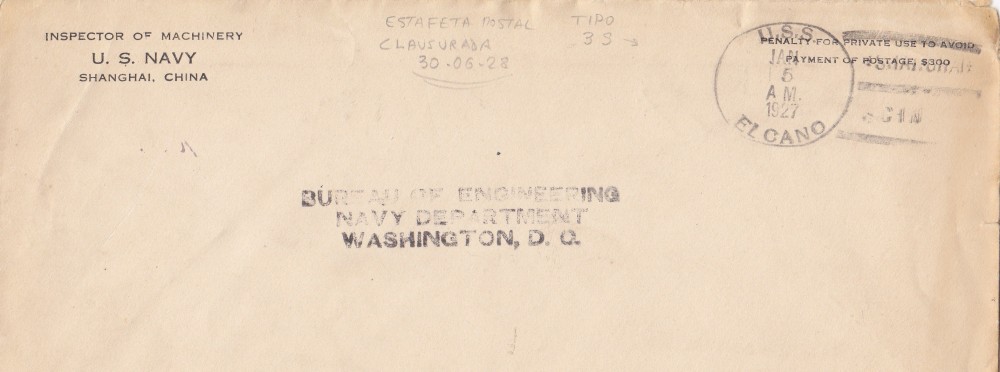 INSPECTOR OF MACHINERY
U. S. NAVY
SHANGHAI, CHINA
ESTAFETA POSTAL TIPO
CLAUSURADA 3S →
30-06-28
PENALTY FOR PRIVATE USE TO AVOID
PAYMENT OF POSTAGE, $300
U.S.S.
JAN
5
A M.
1927
ELCANO
SHANGHAI
BUREAU OF ENGINEERING
NAVY DEPARTMENT
WASHINGTON, D. C.